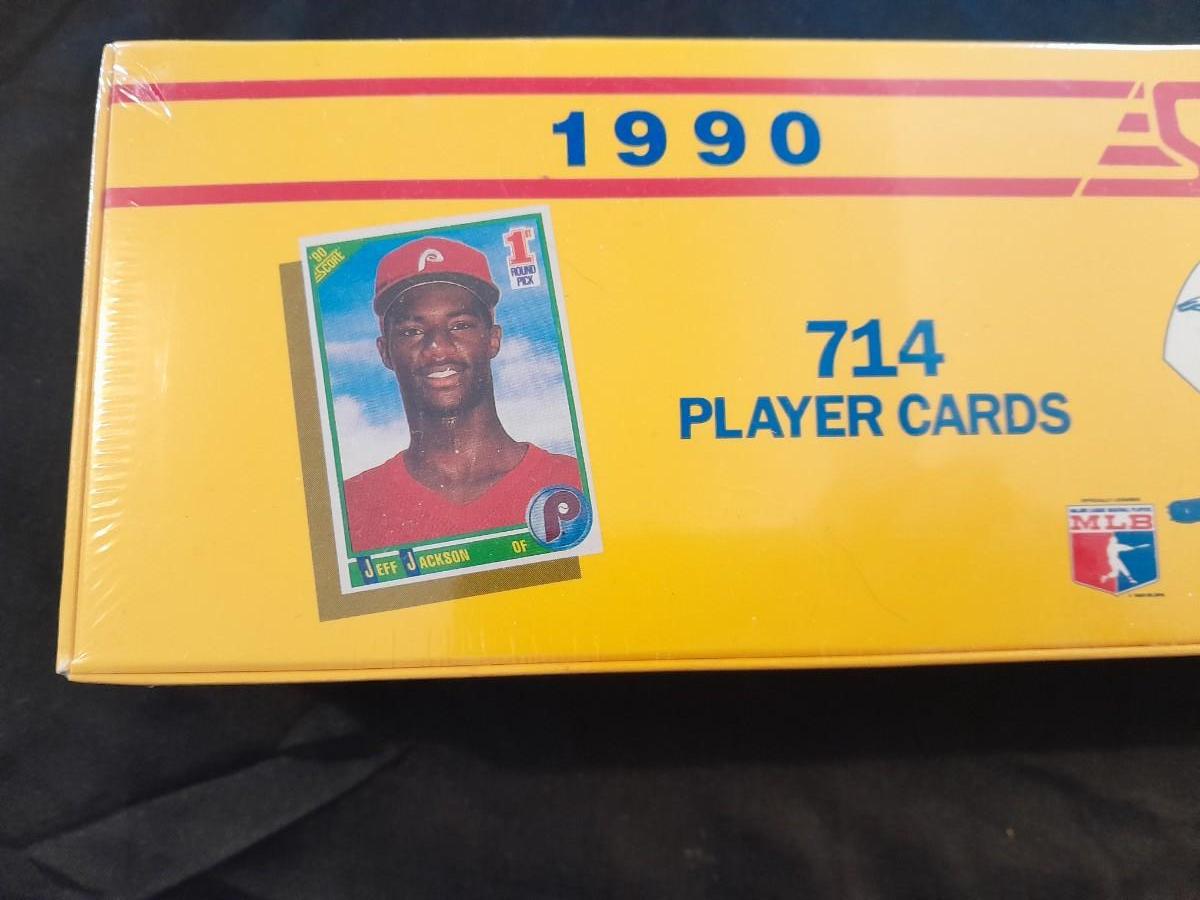 1990
'90
SCORE
1st
ROUND
PICK
714
PLAYER CARDS
JEFF JACKSON OF
P
P
MLB